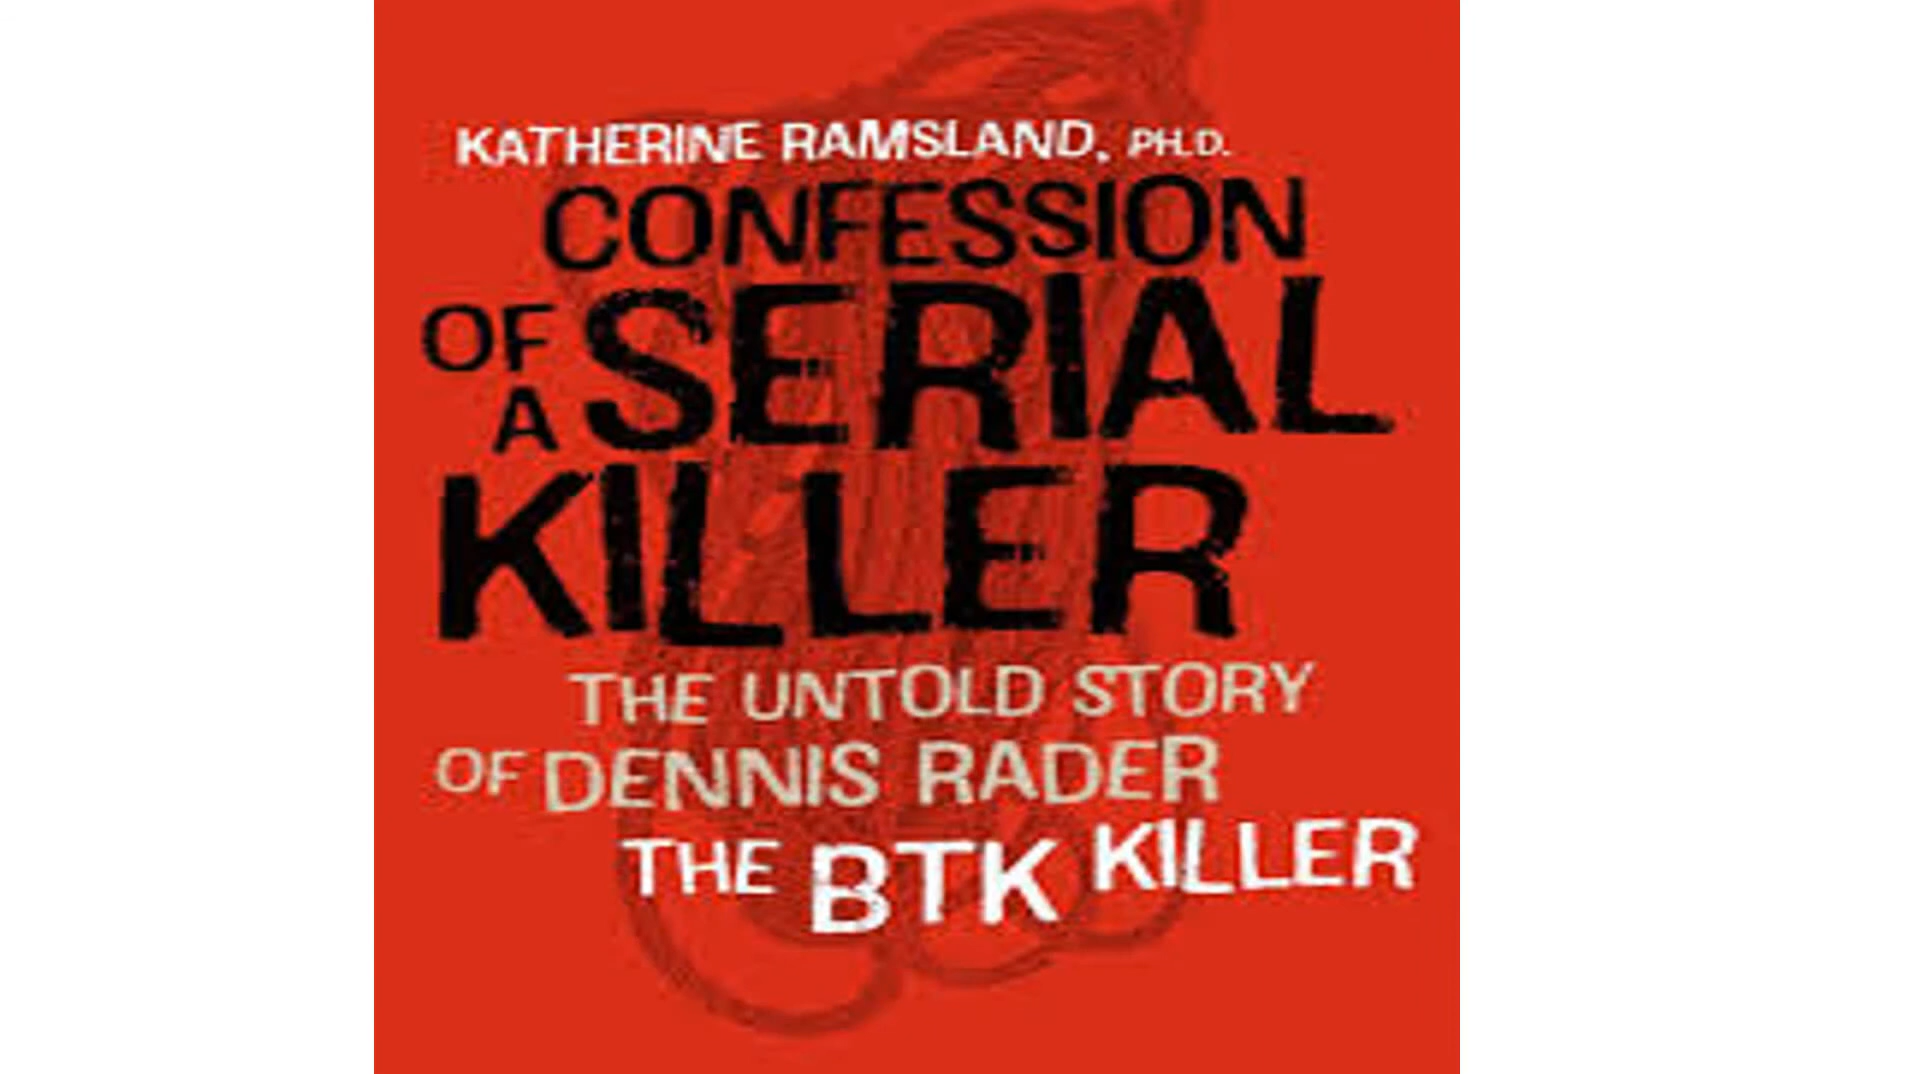 KATHERINE RAMSLAND, PH.D.
CONFESSION
OF A SERIAL
KILLER
THE UNTOLD STORY
OF DENNIS RADER
THE BTK KILLER